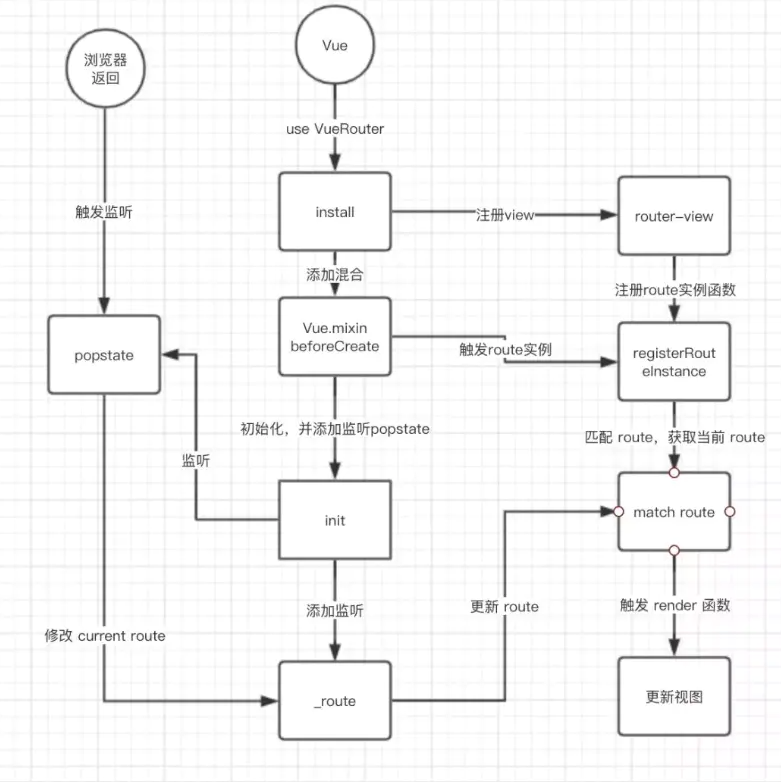 浏览器
返回
Vue
use VueRouter
触发监听
install
注册view
router-view
添加混合
注册route实例函数
Vue.mixin
beforeCreate
触发route实例
registerRout
eInstance
popstate
初始化，并添加监听popstate
匹配 route，获取当前 route
监听
init
match route
添加监听
更新 route
触发 render 函数
修改 current route
_route
更新视图